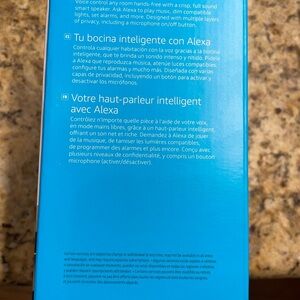 Voice control any room hands-free with a crisp, full sound
smart speaker. Ask Alexa to play music, dim compatible
lights, set alarms, and more. Designed with multiple layers
of privacy, including a microphone on/off button.
ES
Tu bocina inteligente con Alexa
Controla cualquier habitación con la voz gracias a la bocina
inteligente, que te brinda un sonido intenso y nítido. Pídele
a Alexa que reproduzca música, atenúe luces compatibles,
configure tus alarmas y mucho más. Diseñada con varias
capas de privacidad, incluyendo un botón para activar y
desactivar los micrófonos.
FR
Votre haut-parleur intelligent
avec Alexa
Contrôlez n'importe quelle pièce à l'aide de votre voix,
en mode mains libres, grâce à un haut-parleur intelligent,
offrant un son net et riche. Demandez à Alexa de jouer
de la musique, de tamiser les lumières compatibles,
de programmer des alarmes et plus encore. Conçu avec
plusieurs niveaux de confidentialité, y compris un bouton
microphone (activer/désactiver).